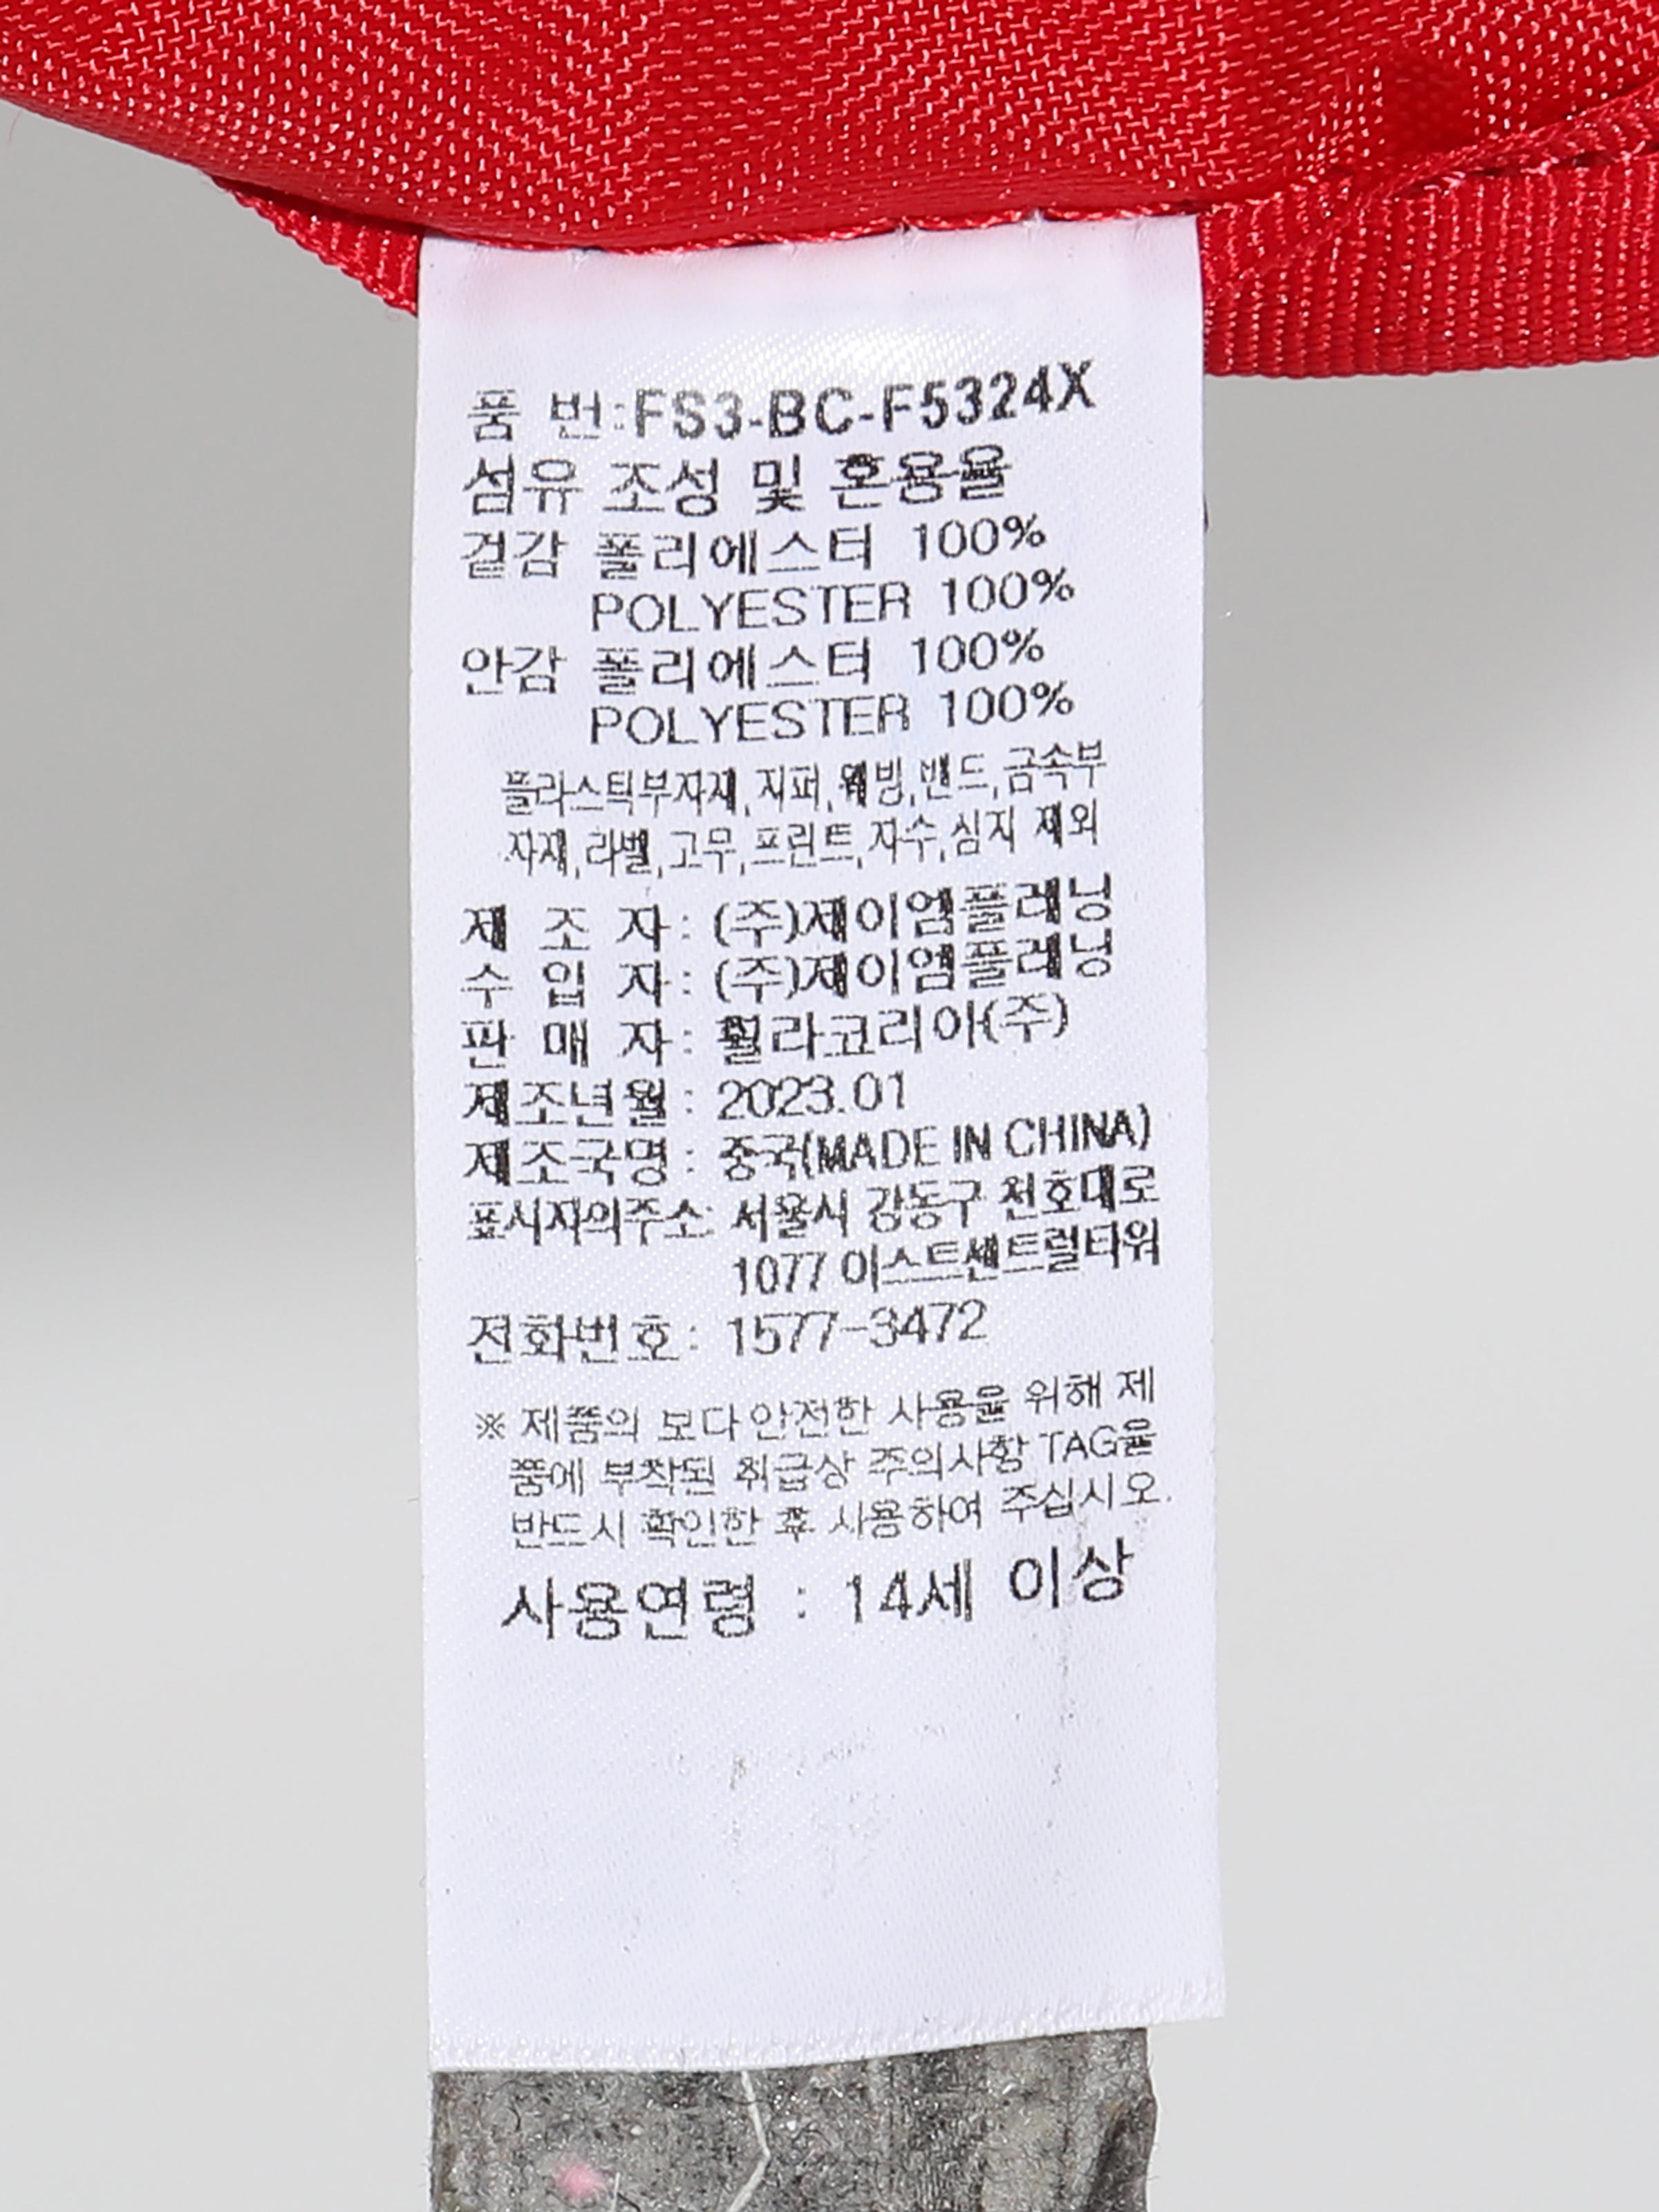 품 번:FS3-BC-F5324X
섬유 조성 및 혼용율
겉감 폴리에스터 100%
POLYESTER 100%
안감 폴리에스터 100%
POLYESTER 100%
플라스틱부자재,지퍼,웨빙,밴드,금속부
자재,라벨,고무,프린트,자수,심지 제외
제 조 자: (주)제이엠플래닝
수 입 자: (주)제이엠플래닝
판 매 자: 휠라코리아(주)
제조년월: 2023.01
제조국명: 중국(MADE IN CHINA)
표시자의주소: 서울시 강동구 천호대로
1077 이스트센트럴타워
전화번호: 1577-3472
※ 제품의 보다 안전한 사용을 위해 제
품에 부착된 취급상 주의사항 TAG을
반드시 확인한 후 사용하여 주십시오.
사용연령 : 14세 이상